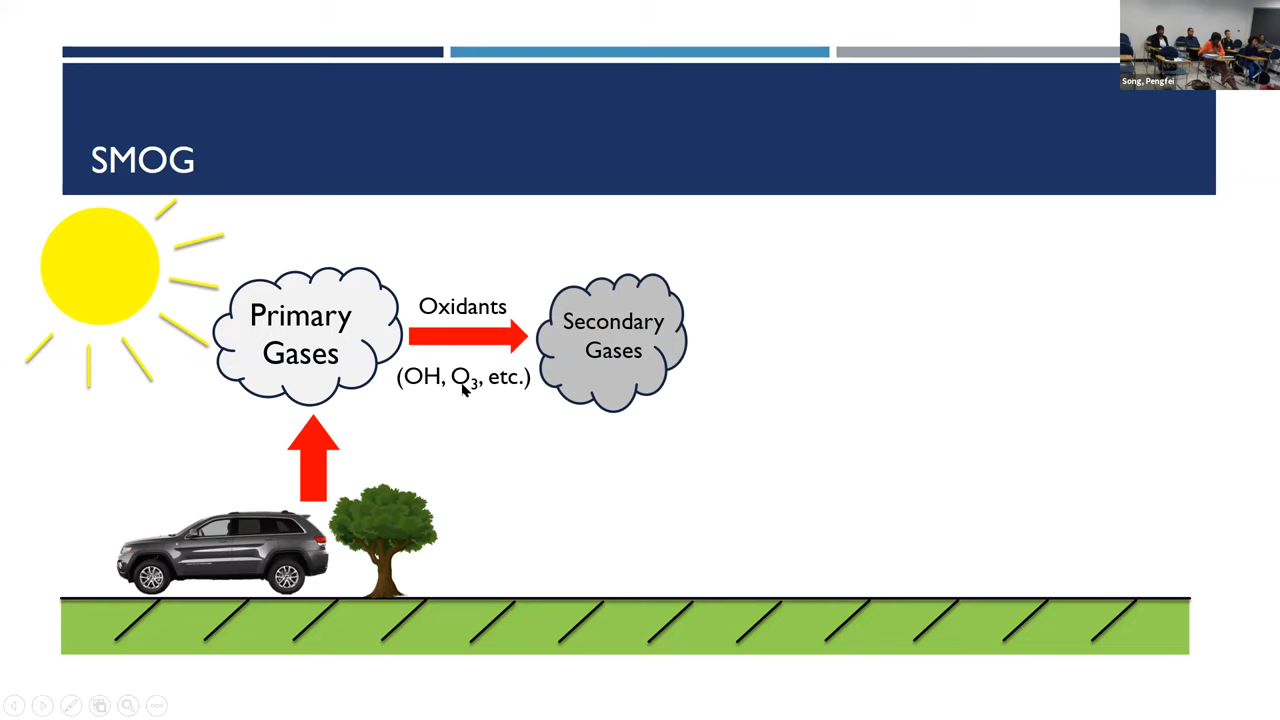 Song, Pengfei
SMOG
Primary
Gases
Oxidants
(OH, O₃, etc.)
Secondary
Gases